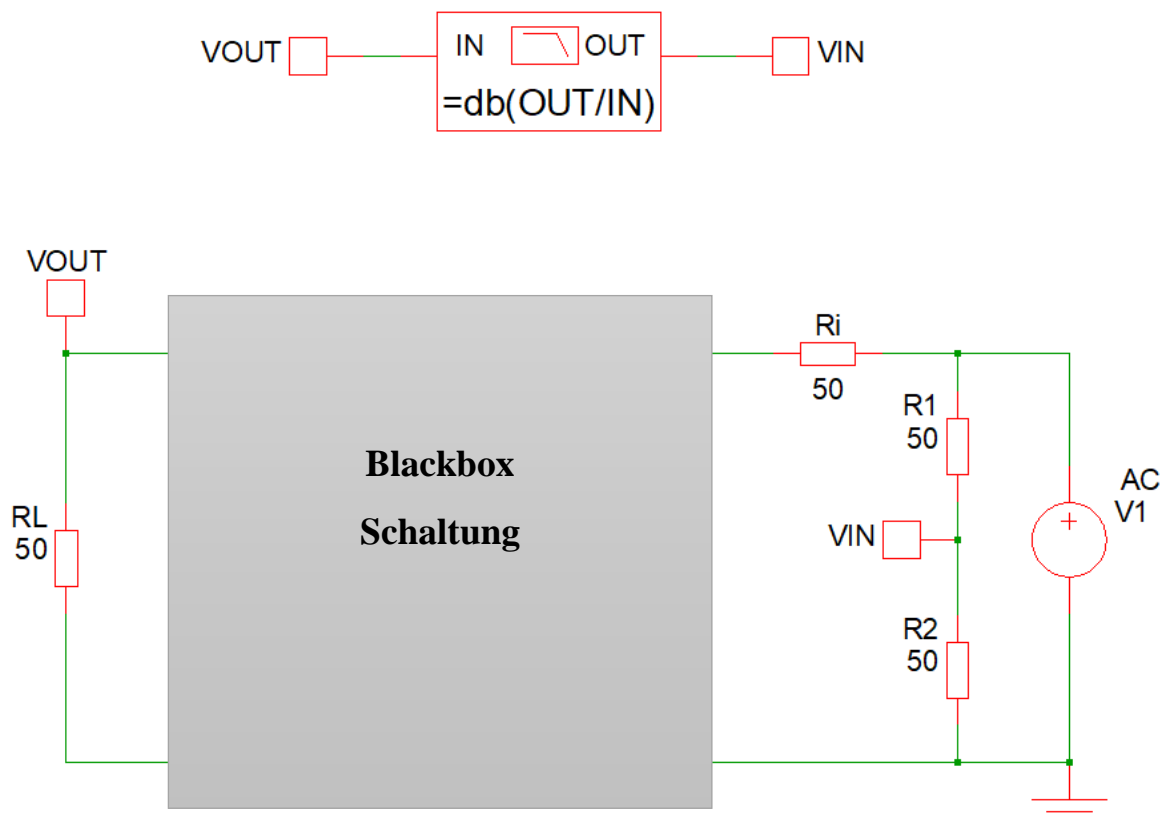 VOUT
IN
OUT
VIN
=db(OUT/IN)
VOUT
Ri
50
R1
50
AC
V1
Blackbox
Schaltung
RL
50
VIN
R2
50